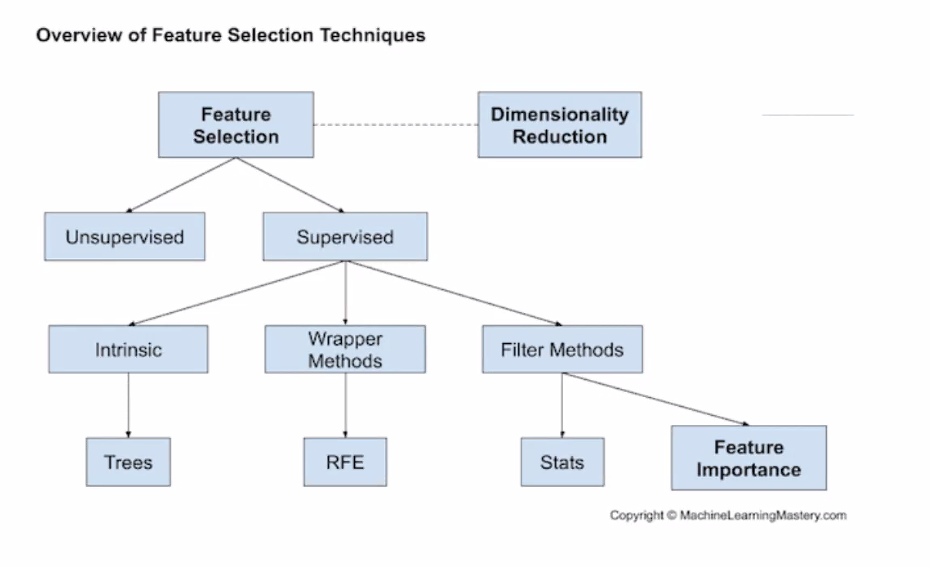 Overview of Feature Selection Techniques
Feature
Selection
Dimensionality
Reduction
Unsupervised
Supervised
Intrinsic
Wrapper
Methods
Filter Methods
Trees
RFE
Stats
Feature
Importance
Copyright © MachineLearningMastery.com